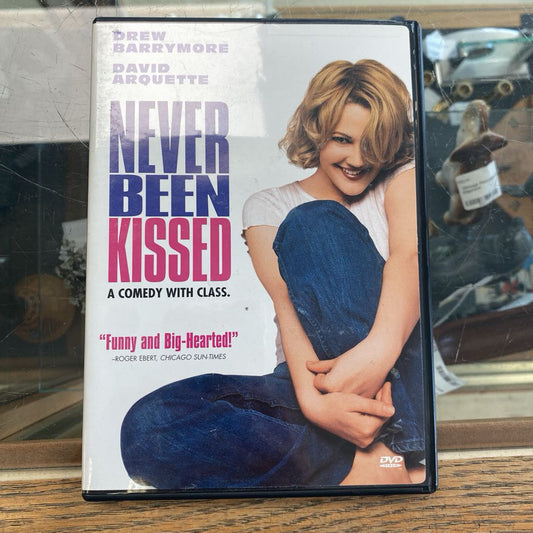 DREW
BARRYMORE
DAVID
ARQUETTE
NEVER
BEEN
KISSED
A COMEDY WITH CLASS.
"Funny and Big-Hearted!"
–ROGER EBERT, CHICAGO SUN-TIMES
DVD